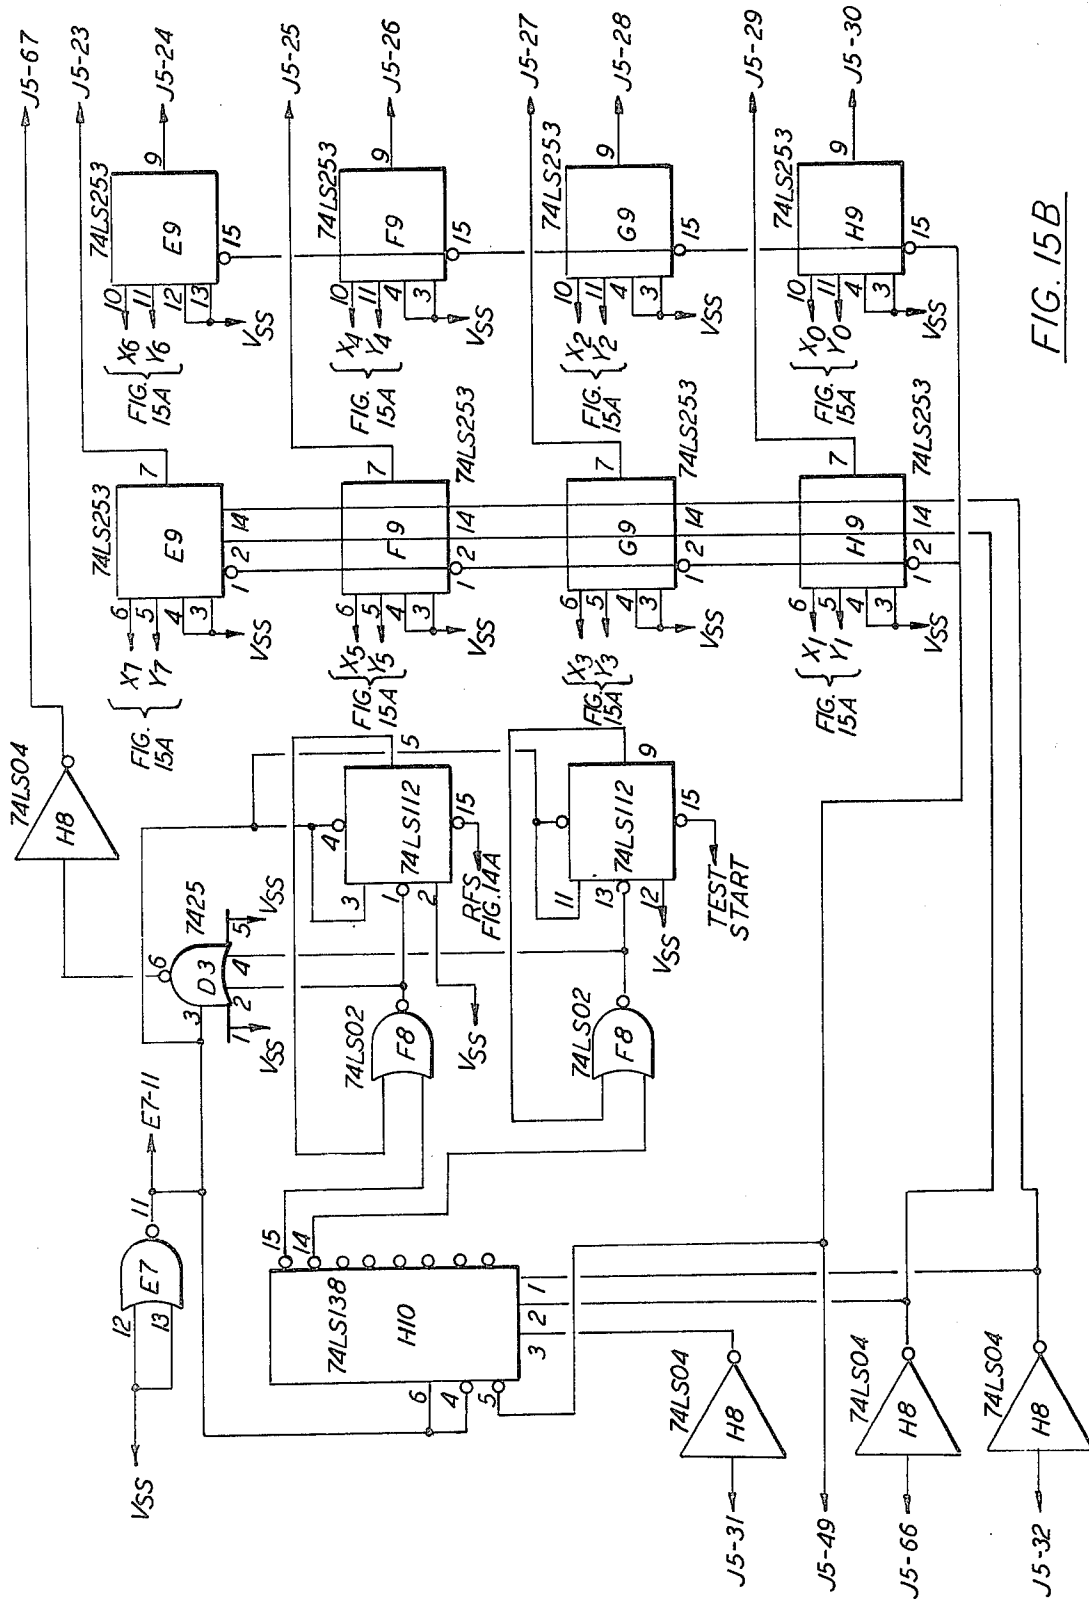 J5-67
J5-23
J5-24
J5-25
J5-26
J5-27
J5-28
J5-29
J5-30
74LS253
E9
9
15
10
11
12
13
X6
Y6
FIG. 15A
VSS
74LS253
F9
9
15
10
11
4
3
X4
Y4
FIG. 15A
VSS
74LS253
G9
9
15
10
11
4
3
X2
Y2
FIG. 15A
VSS
74LS253
H9
9
15
10
11
4
3
X0
Y0
FIG. 15A
VSS
74LS253
E9
7
14
2
1
6
5
4
3
X7
Y7
FIG. 15A
VSS
74LS253
F9
7
14
2
1
6
5
4
3
X5
Y5
FIG. 15A
VSS
74LS253
G9
7
14
2
1
6
5
4
3
X3
Y3
FIG. 15A
VSS
74LS253
H9
7
14
2
1
6
5
4
3
X1
Y1
FIG. 15A
VSS
74LS04
H8
7425
D3
6
5
4
3
2
1
VSS
VSS
74LS112
5
4
3
1
2
15
RFS
FIG.14A
74LS112
9
11
13
12
15
VSS
TEST
START
74LS02
F8
VSS
74LS02
F8
E7-11
11
E7
12
13
VSS
15
14
74LS138
H10
6
4
5
3
2
1
74LS04
H8
74LS04
H8
74LS04
H8
J5-31
J5-49
J5-66
J5-32
FIG. 15B